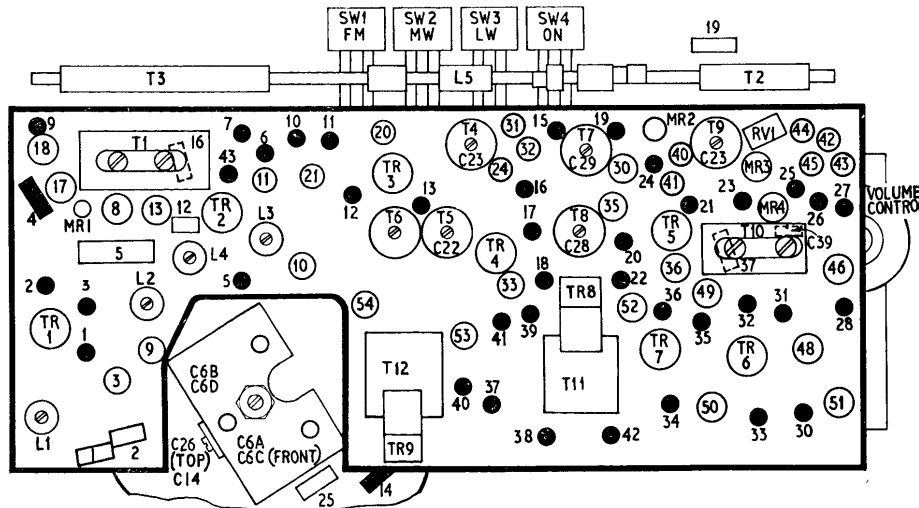 SW1 SW2 SW3 SW4
FM MW LW ON
19
T3 L5 T2
9 7 10 11 20 31 15 19 MR2 T9 RV1 44 42
18 T1 16 6 T4 32 T7 40 MR3 45 43
43 11 21 TR 3 C23 24 C29 30 24 41 C23 25
17 12 13 16 35 21 23 MR4 26 27 VOLUME CONTROL
4 MR1 8 13 12 TR 2 L3 T6 T5 17 T8 TR 5 T10 C39
5 L4 C22 TR 4 C28 20 37
2 3 L2 5 10 33 18 22 36 46
TR8 49
TR 1 1 54 41 39 52 36 35 32 31 28
9 53 TR 7 TR 6 48
3 C6B T12 T11
C6D 40 37 34 50 51
L1 2 C26 (TOP) C14 C6A
C6C (FRONT) TR9 38 42 33 30
25 14